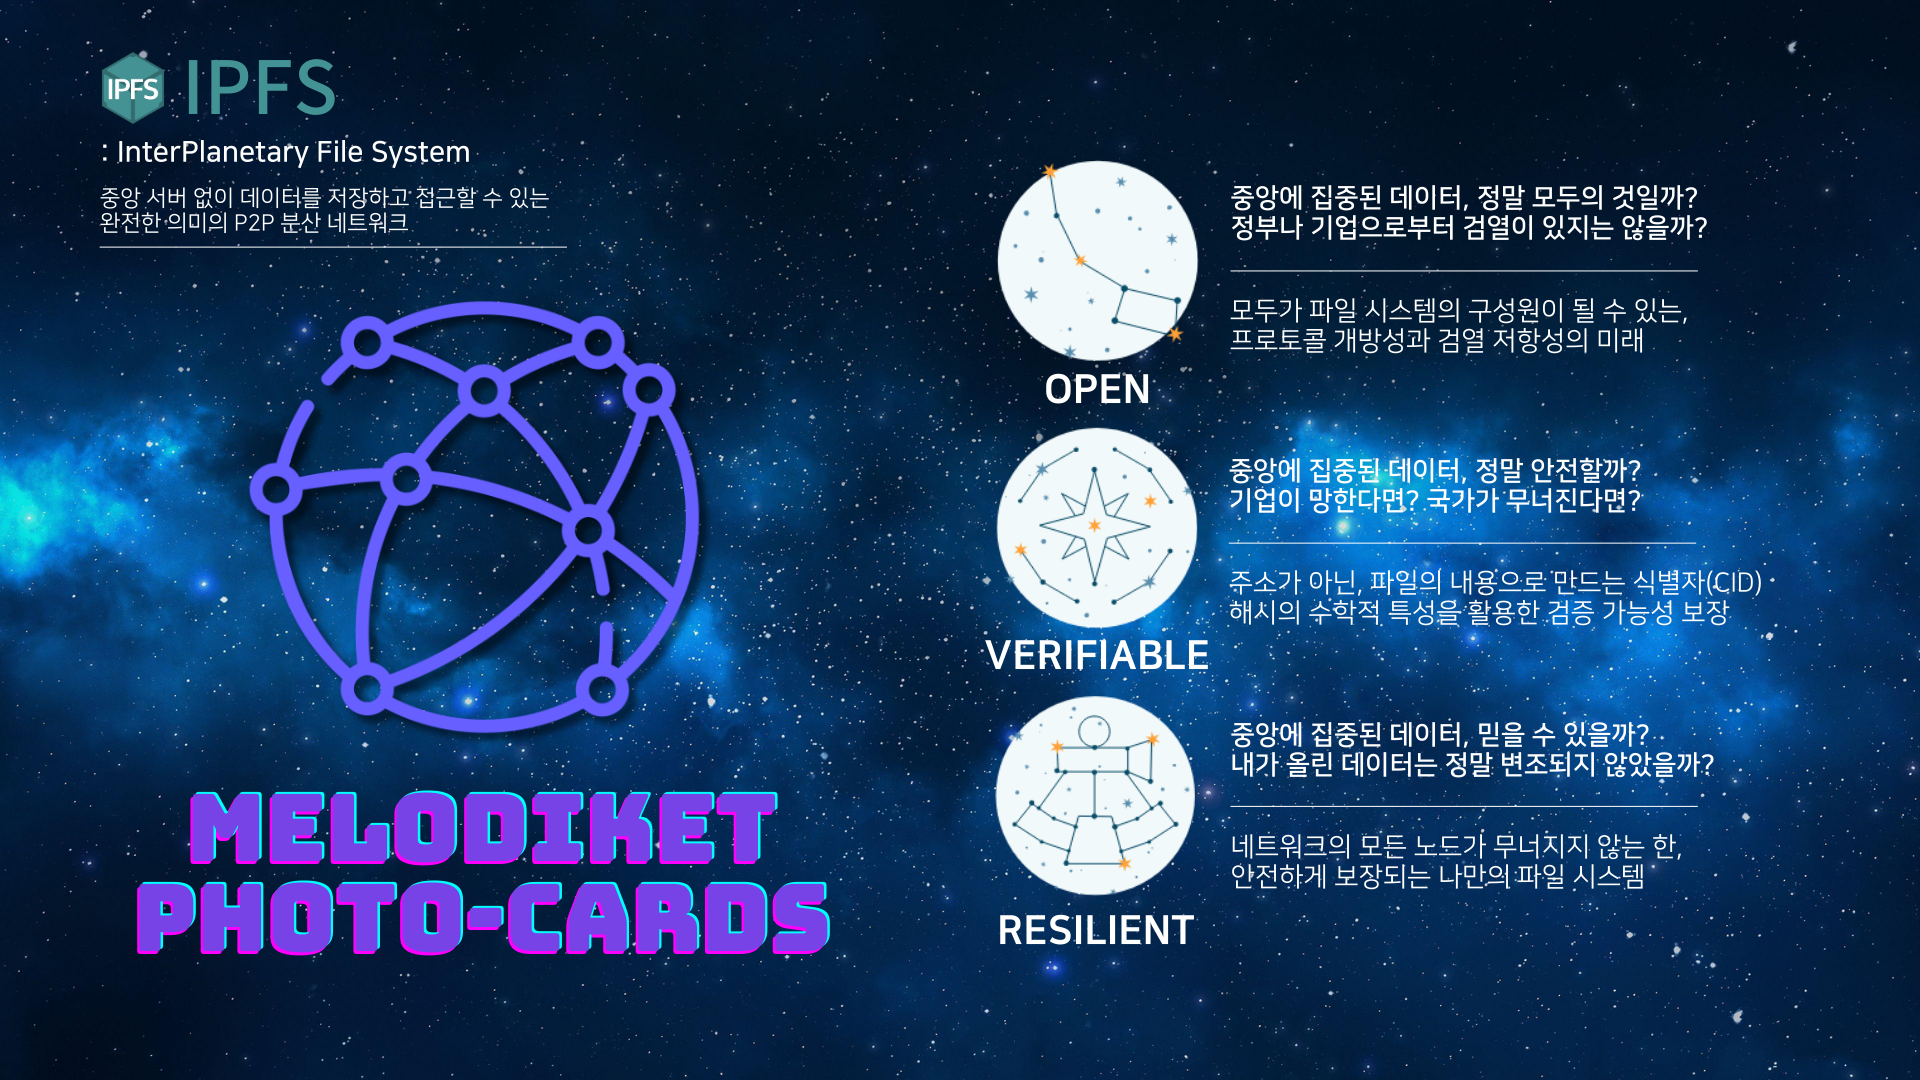 IPFS
IPFS
: InterPlanetary File System
중앙 서버 없이 데이터를 저장하고 접근할 수 있는
완전한 의미의 P2P 분산 네트워크
MELODIKET
PHOTO-CARDS
OPEN
중앙에 집중된 데이터, 정말 모두의 것일까?
정부나 기업으로부터 검열이 있지는 않을까?
모두가 파일 시스템의 구성원이 될 수 있는,
프로토콜 개방성과 검열 저항성의 미래
VERIFIABLE
중앙에 집중된 데이터, 정말 안전할까?
기업이 망한다면? 국가가 무너진다면?
주소가 아닌, 파일의 내용으로 만드는 식별자(CID)
해시의 수학적 특성을 활용한 검증 가능성 보장
RESILIENT
중앙에 집중된 데이터, 믿을 수 있을까?
내가 올린 데이터는 정말 변조되지 않았을까?
네트워크의 모든 노드가 무너지지 않는 한,
안전하게 보장되는 나만의 파일 시스템